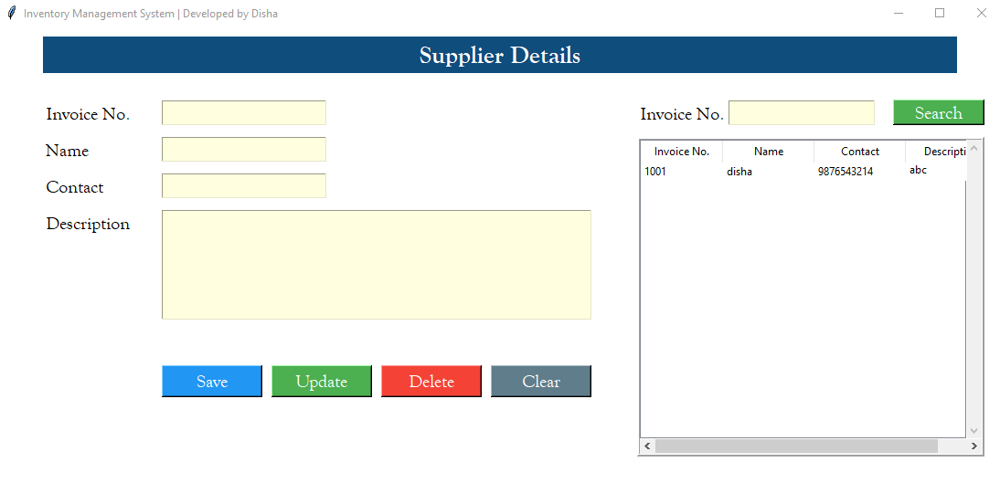 Inventory Management System | Developed by Disha
Supplier Details
Invoice No.
Name
Contact
Description
Save Update Delete Clear
Invoice No. Search
Invoice No. Name Contact Descripti
1001 disha 9876543214 abc